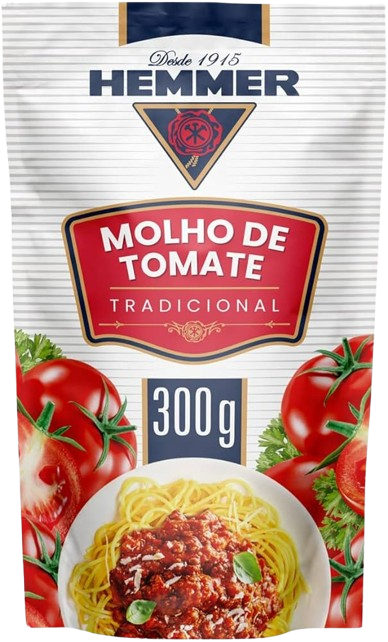 Desde 1915
HEMMER
MOLHO DE
TOMATE
TRADICIONAL
300g